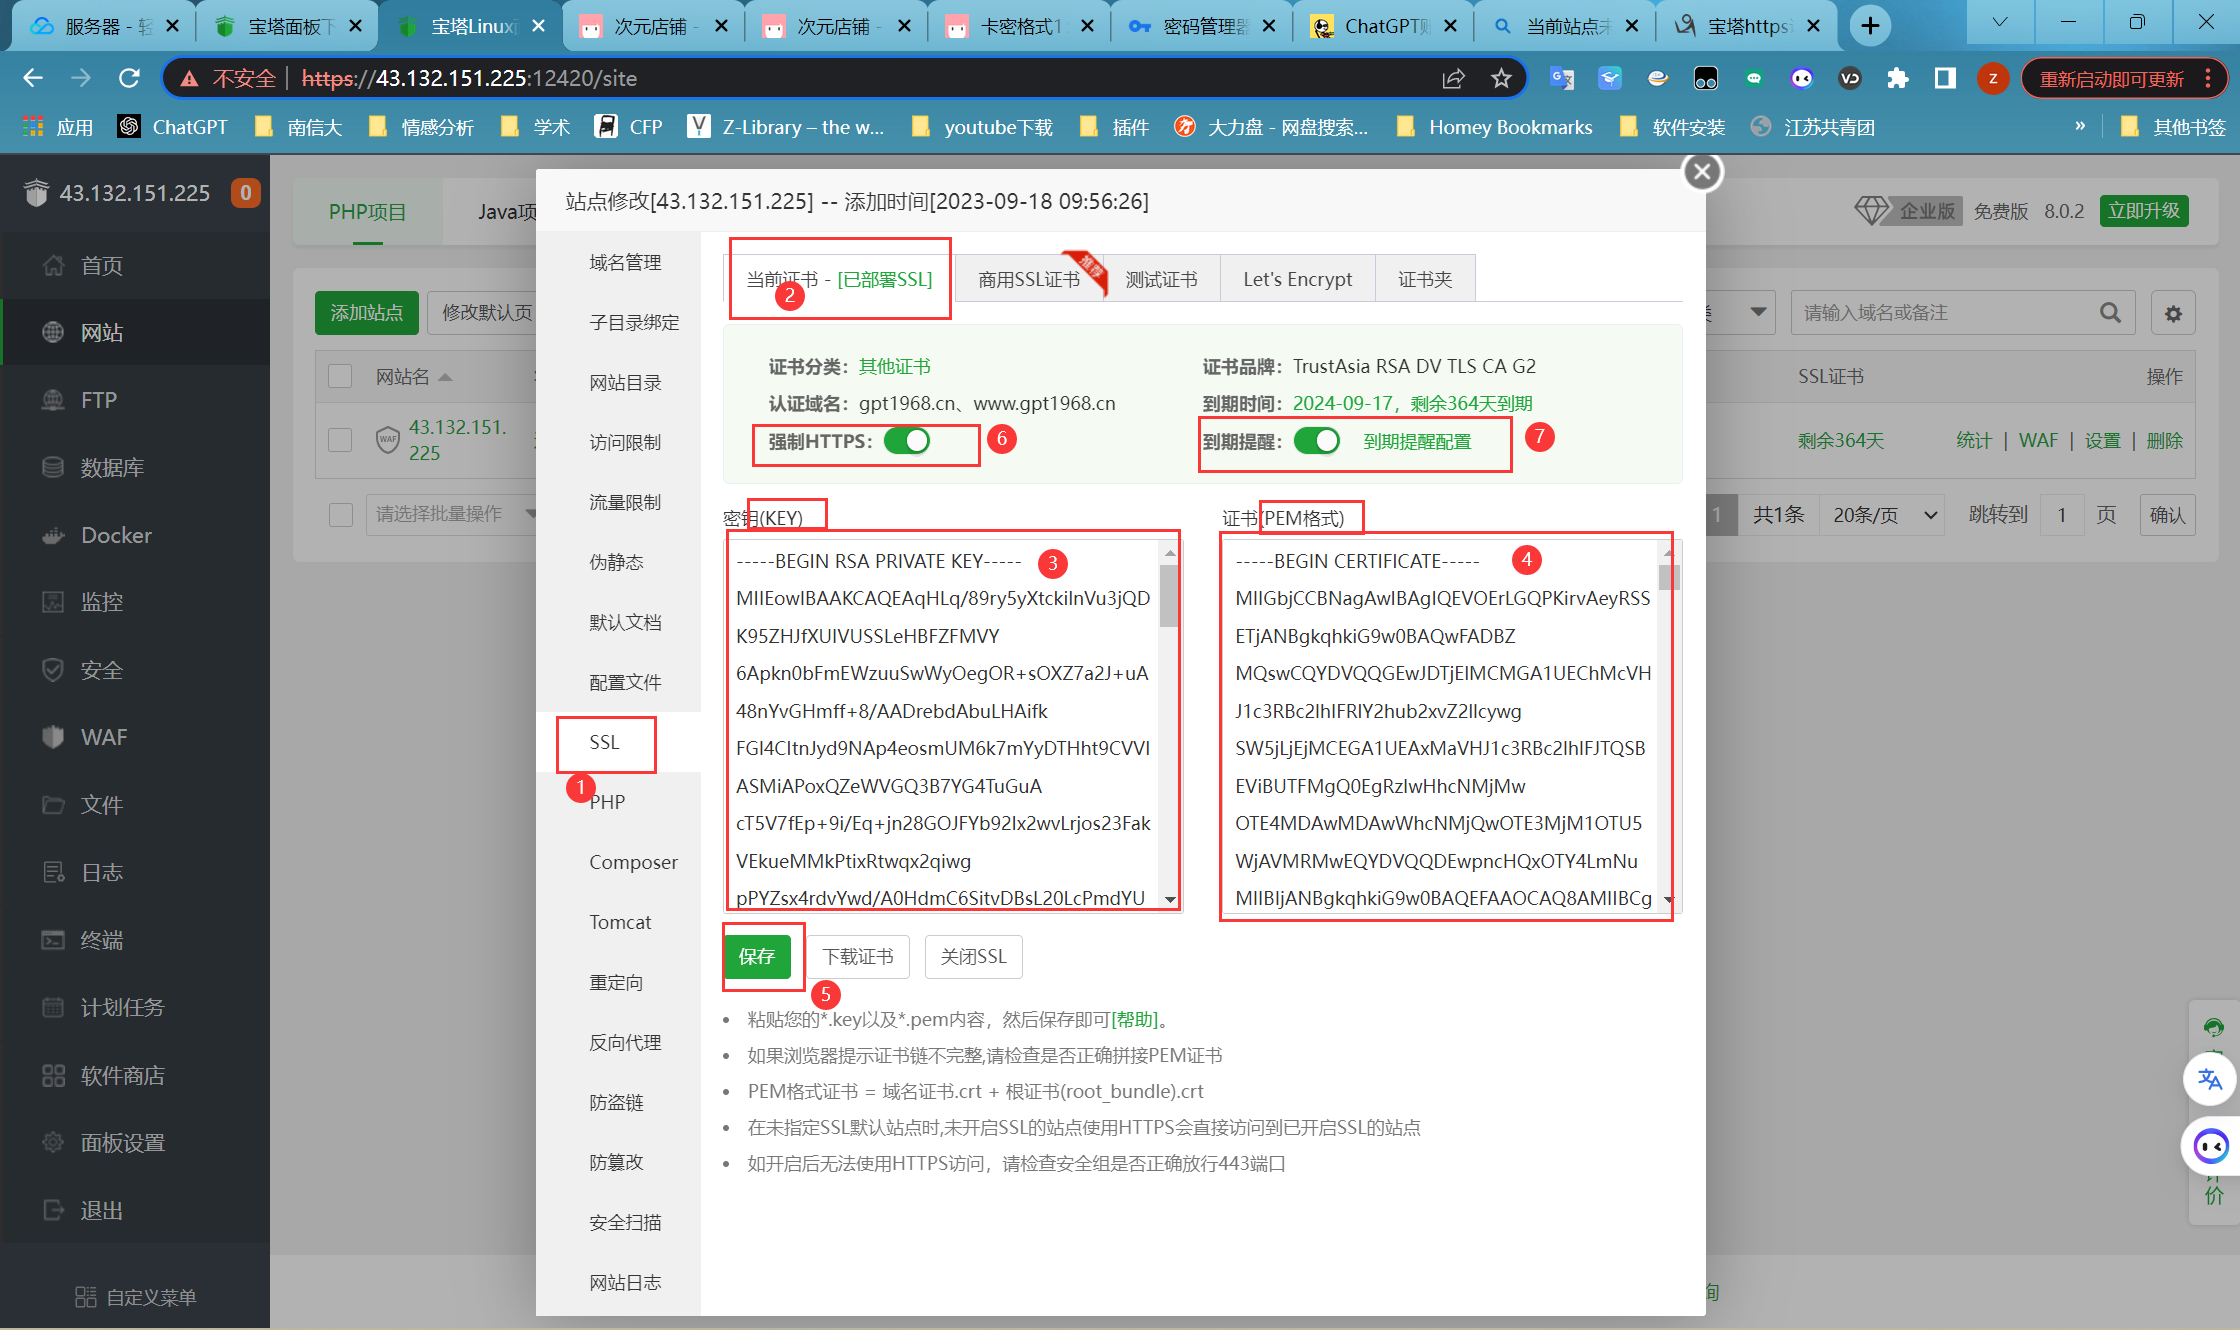 服务器 - 轻
宝塔面板下
宝塔Linux面
次元店铺 -
次元店铺 -
卡密格式1
密码管理器
ChatGPT账
当前站点未
宝塔https
不安全
https://43.132.151.225:12420/site
重新启动即可更新
应用
ChatGPT
南信大
情感分析
学术
CFP
Z-Library – the w...
youtube下载
插件
大力盘 - 网盘搜索...
Homey Bookmarks
软件安装
江苏共青团
»
其他书签
43.132.151.225
0
首页
网站
FTP
数据库
Docker
监控
安全
WAF
文件
日志
终端
计划任务
软件商店
面板设置
退出
自定义菜单
PHP项目
Java项
企业版
免费版
8.0.2
立即升级
添加站点
修改默认页
请输入域名或备注
网站名
SSL证书
操作
WAF
43.132.151.
225
剩余364天
统计 | WAF | 设置 | 删除
请选择批量操作
1
共1条
20条/页
跳转到
1
页
确认
站点修改[43.132.151.225] -- 添加时间[2023-09-18 09:56:26]
域名管理
子目录绑定
网站目录
访问限制
流量限制
伪静态
默认文档
配置文件
SSL
1
PHP
Composer
Tomcat
重定向
反向代理
防盗链
防篡改
安全扫描
网站日志
当前证书 - [已部署SSL]
2
商用SSL证书
推荐
测试证书
Let's Encrypt
证书夹
证书分类：其他证书
证书品牌：TrustAsia RSA DV TLS CA G2
认证域名：gpt1968.cn、www.gpt1968.cn
到期时间：2024-09-17，剩余364天到期
强制HTTPS：
6
到期提醒：
到期提醒配置
7
密钥(KEY)
-----BEGIN RSA PRIVATE KEY-----
3
MIIEowIBAAKCAQEAqHLq/89ry5yXtckiInVu3jQD
K95ZHJfXUIVUSSLeHBFZFMVY
6Apkn0bFmEWzuuSwWyOegOR+sOXZ7a2J+uA
48nYvGHmff+8/AADrebdAbuLHAifk
FGI4CItnJyd9NAp4eosmUM6k7mYyDTHht9CVVI
ASMiAPoxQZeWVGQ3B7YG4TuGuA
cT5V7fEp+9i/Eq+jn28GOJFYb92Ix2wvLrjos23Fak
VEkueMMkPtixRtwqx2qiwg
pPYZsx4rdvYwd/A0HdmC6SitvDBsL20LcPmdYU
证书(PEM格式)
-----BEGIN CERTIFICATE-----
4
MIIGbjCCBNagAwIBAgIQEVOErLGQPKirvAeyRSS
ETjANBgkqhkiG9w0BAQwFADBZ
MQswCQYDVQQGEwJDTjElMCMGA1UEChMcVH
J1c3RBc2lhIFRlY2hub2xvZ2llcywg
SW5jLjEjMCEGA1UEAxMaVHJ1c3RBc2lhIFJTQSB
EViBUTFMgQ0EgRzIwHhcNMjMw
OTE4MDAwMDAwWhcNMjQwOTE3MjM1OTU5
WjAVMRMwEQYDVQQDEwpncHQxOTY4LmNu
MIIBIjANBgkqhkiG9w0BAQEFAAOCAQ8AMIIBCg
保存
5
下载证书
关闭SSL
粘贴您的*.key以及*.pem内容，然后保存即可[帮助]。
如果浏览器提示证书链不完整,请检查是否正确拼接PEM证书
PEM格式证书 = 域名证书.crt + 根证书(root_bundle).crt
在未指定SSL默认站点时,未开启SSL的站点使用HTTPS会直接访问到已开启SSL的站点
如开启后无法使用HTTPS访问，请检查安全组是否正确放行443端口
价
询